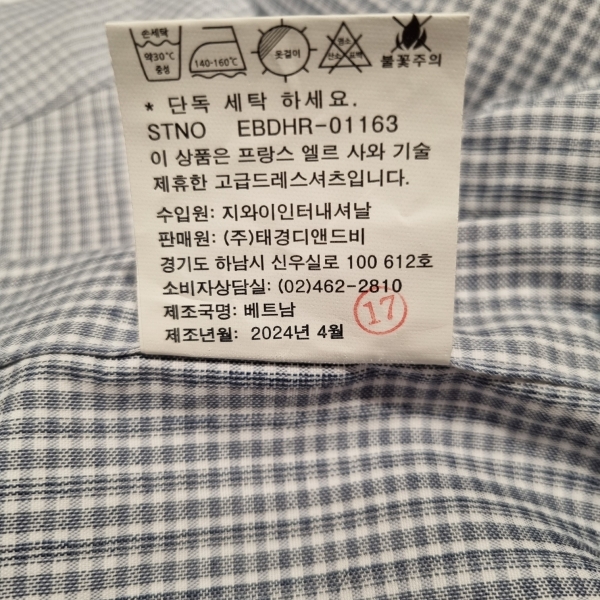 손세탁
약30℃
중성
140-160℃
옷걸이
염소
산소 표백
불꽃주의
* 단독 세탁 하세요.
STNO EBDHR-01163
이 상품은 프랑스 엘르 사와 기술
제휴한 고급드레스셔츠입니다.
수입원: 지와이인터내셔날
판매원: (주)태경디앤드비
경기도 하남시 신우실로 100 612호
소비자상담실: (02)462-2810
제조국명: 베트남
17
제조년월: 2024년 4월